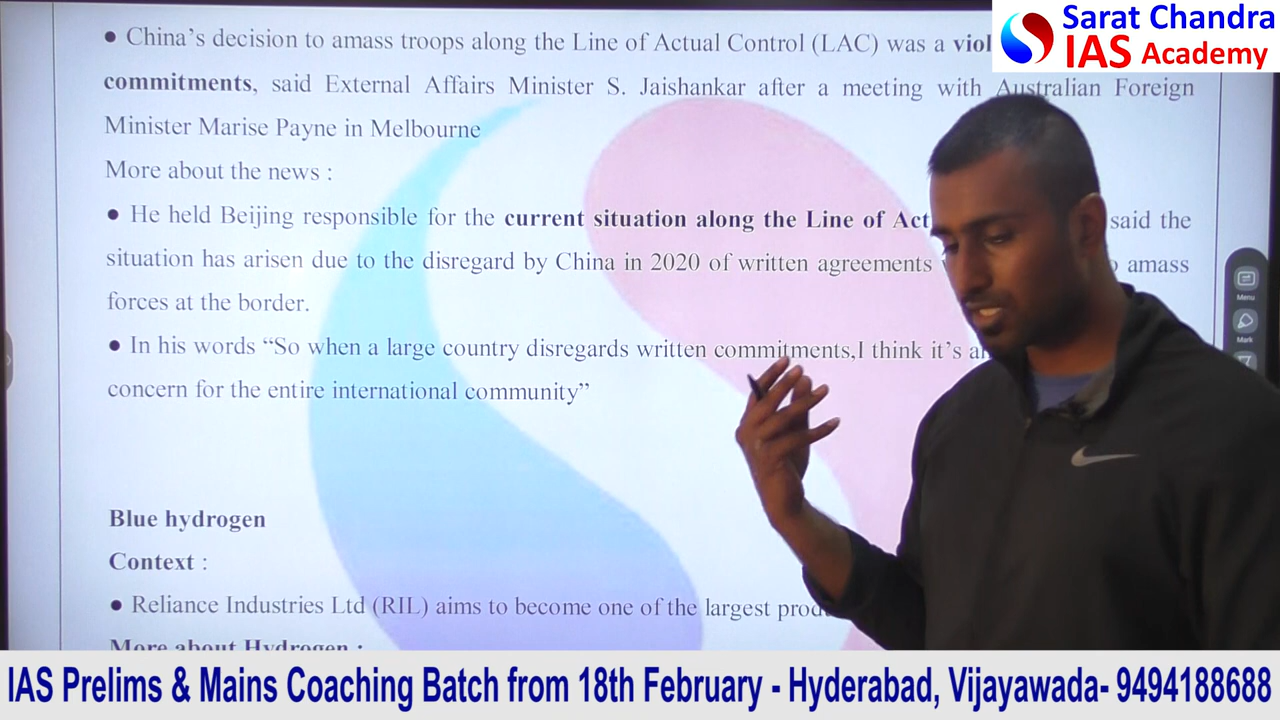 Sarat Chandra
IAS Academy
● China’s decision to amass troops along the Line of Actual Control (LAC) was a
commitments, said External Affairs Minister S. Jaishankar after a meeting with Australian Foreign
Minister Marise Payne in Melbourne
More about the news :
● He held Beijing responsible for the current situation along the Line of said the
situation has arisen due to the disregard by China in 2020 of written agreements amass
forces at the border.
● In his words “So when a large country disregards written commitments,I think it’s
concern for the entire international community”
Blue hydrogen
Context :
● Reliance Industries Ltd (RIL) aims to become one of the largest
More about Hydrogen :
Menu
Mark
IAS Prelims & Mains Coaching Batch from 18th February - Hyderabad, Vijayawada- 9494188688